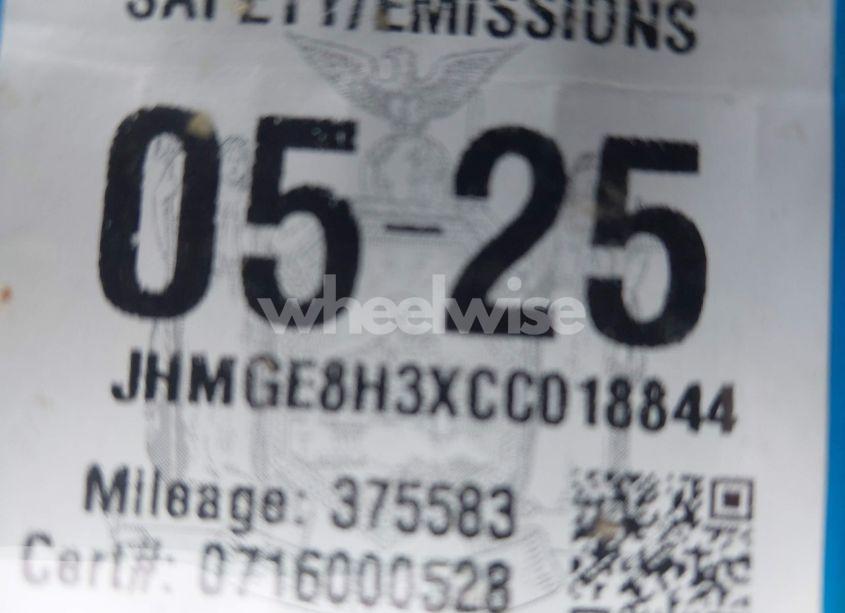 SAFETY/EMISSIONS
05-25
wheelwise
JHMGE8H3XCC018844
Mileage: 375583
Cert#: 0716000528